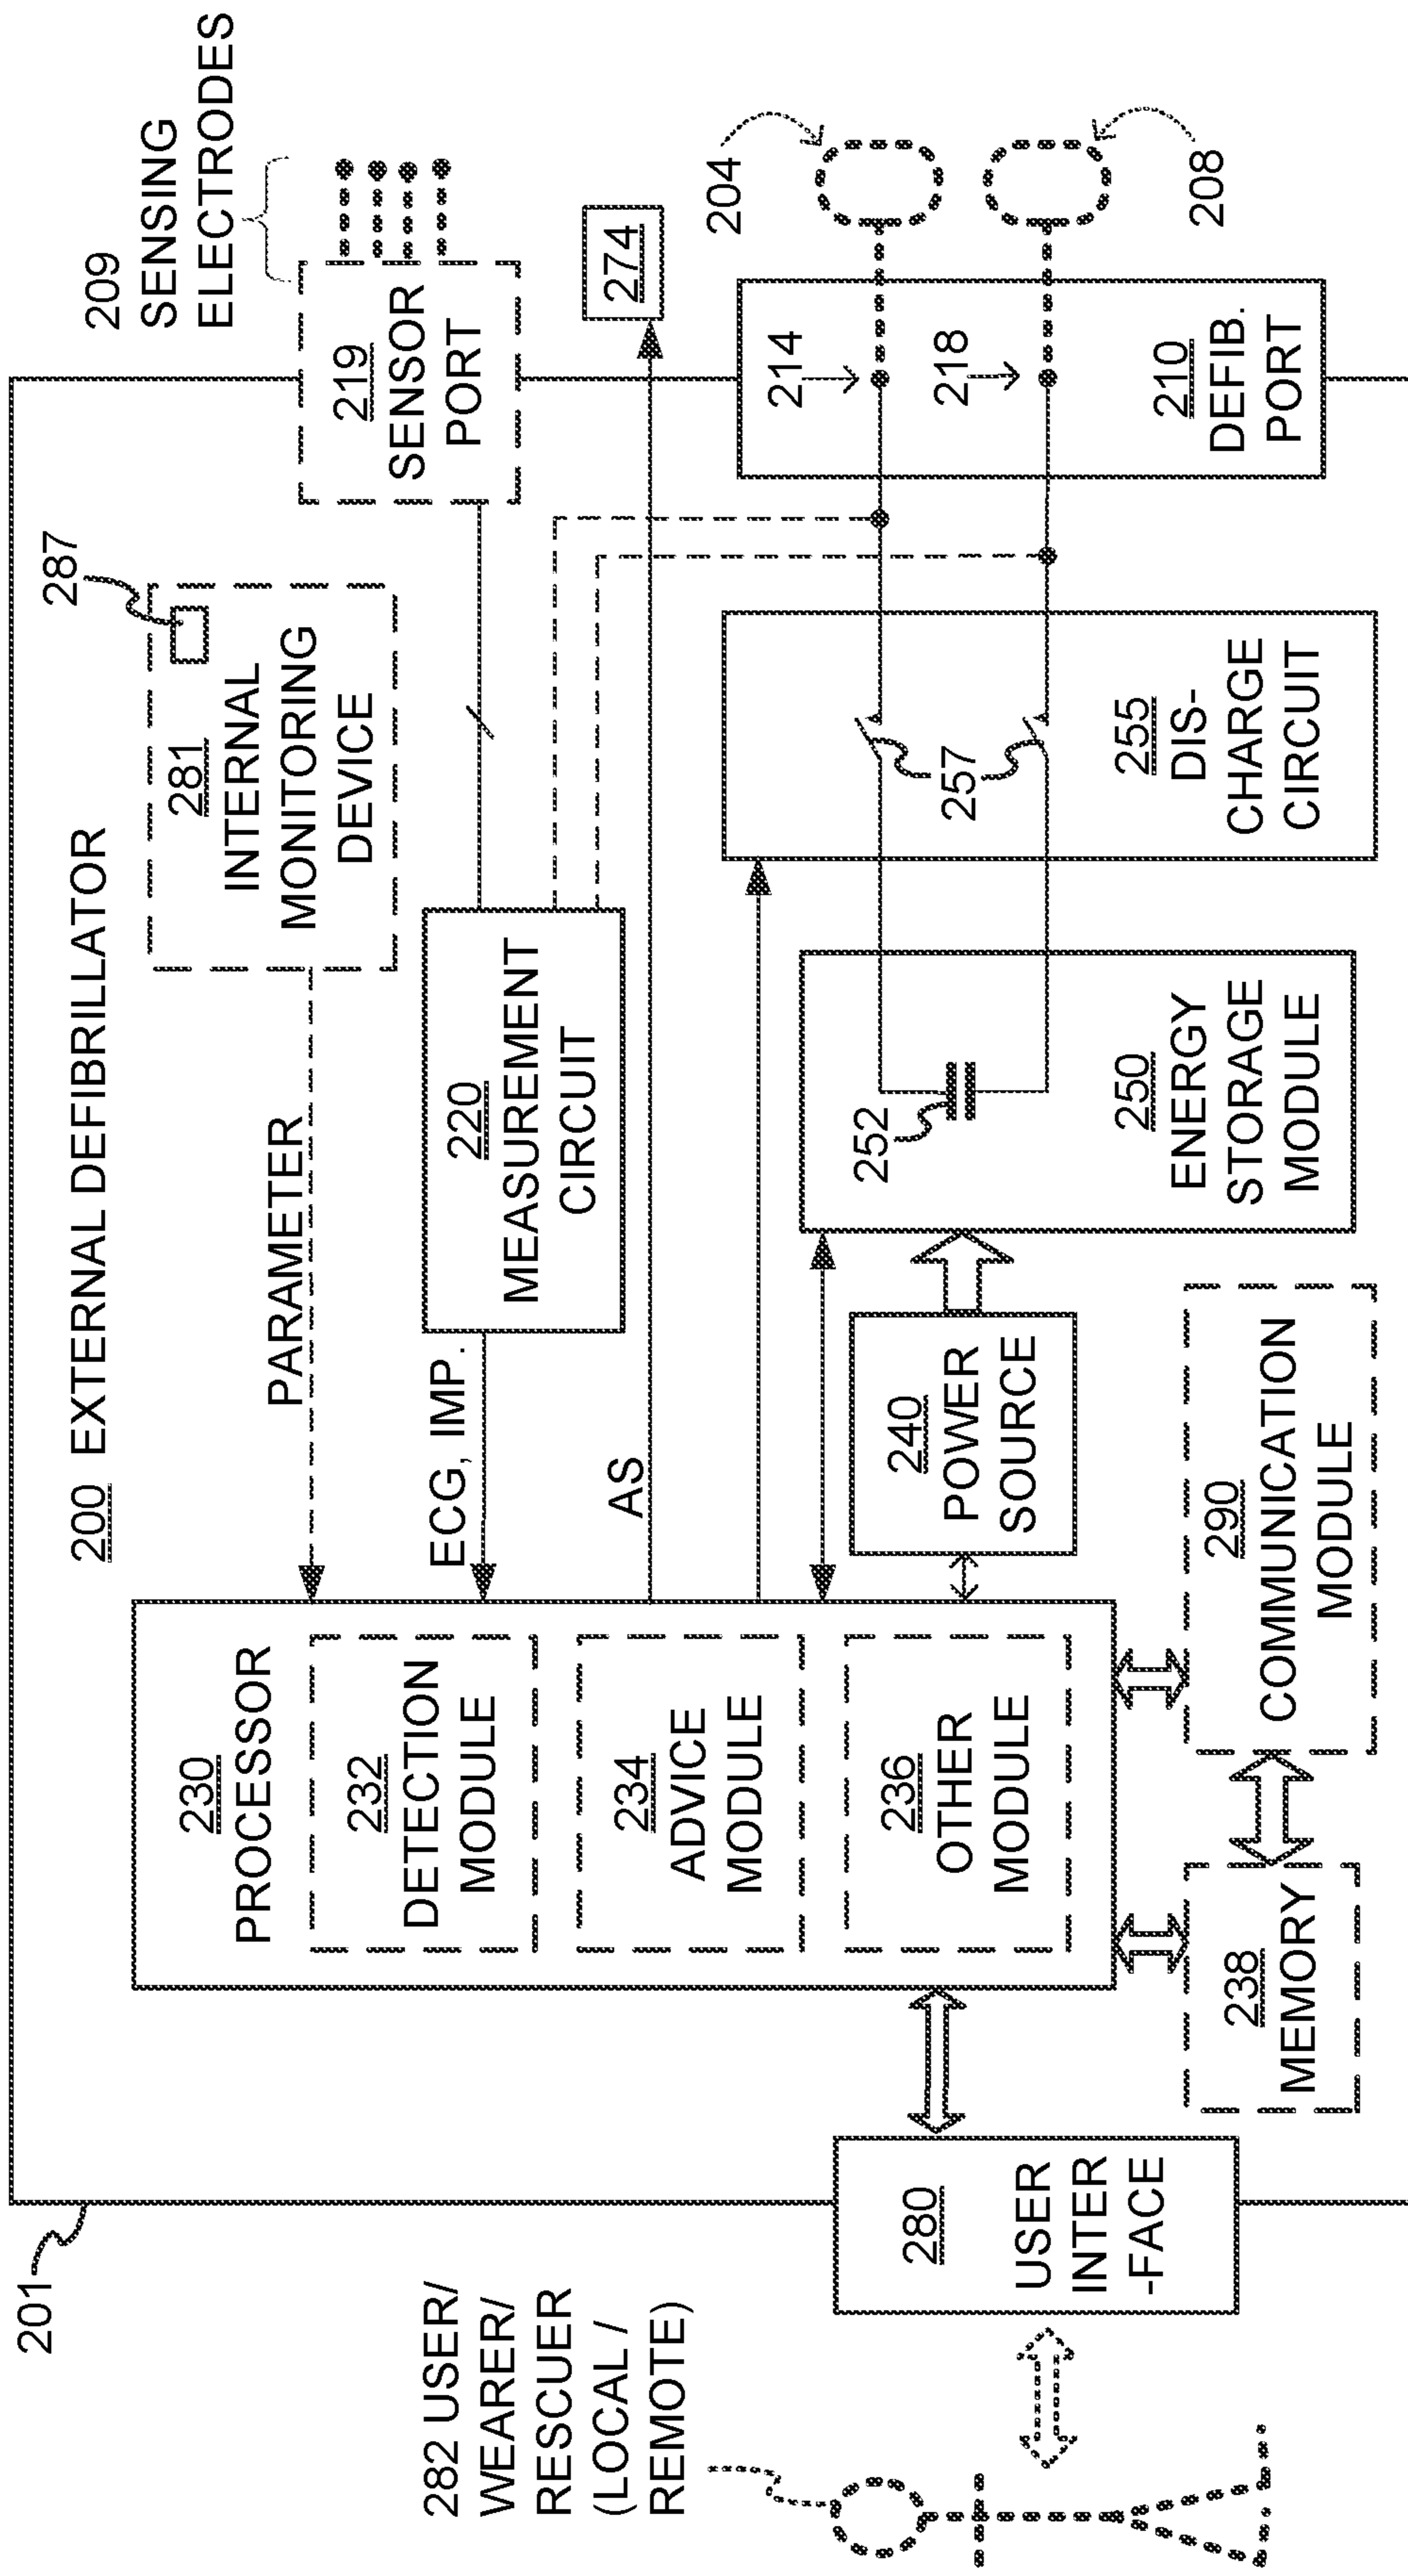 200 EXTERNAL DEFIBRILLATOR
201
282 USER/
WEARER/
RESCUER
(LOCAL /
REMOTE)
280
USER
INTER
-FACE
230
PROCESSOR
232
DETECTION
MODULE
234
ADVICE
MODULE
236
OTHER
MODULE
238
MEMORY
290
COMMUNICATION
MODULE
PARAMETER
ECG, IMP.
AS
240
POWER
SOURCE
220
MEASUREMENT
CIRCUIT
281
INTERNAL
MONITORING
DEVICE
287
252
250
ENERGY
STORAGE
MODULE
257
255
DIS-
CHARGE
CIRCUIT
219
SENSOR
PORT
209
SENSING
ELECTRODES
274
214
218
210
DEFIB.
PORT
204
208